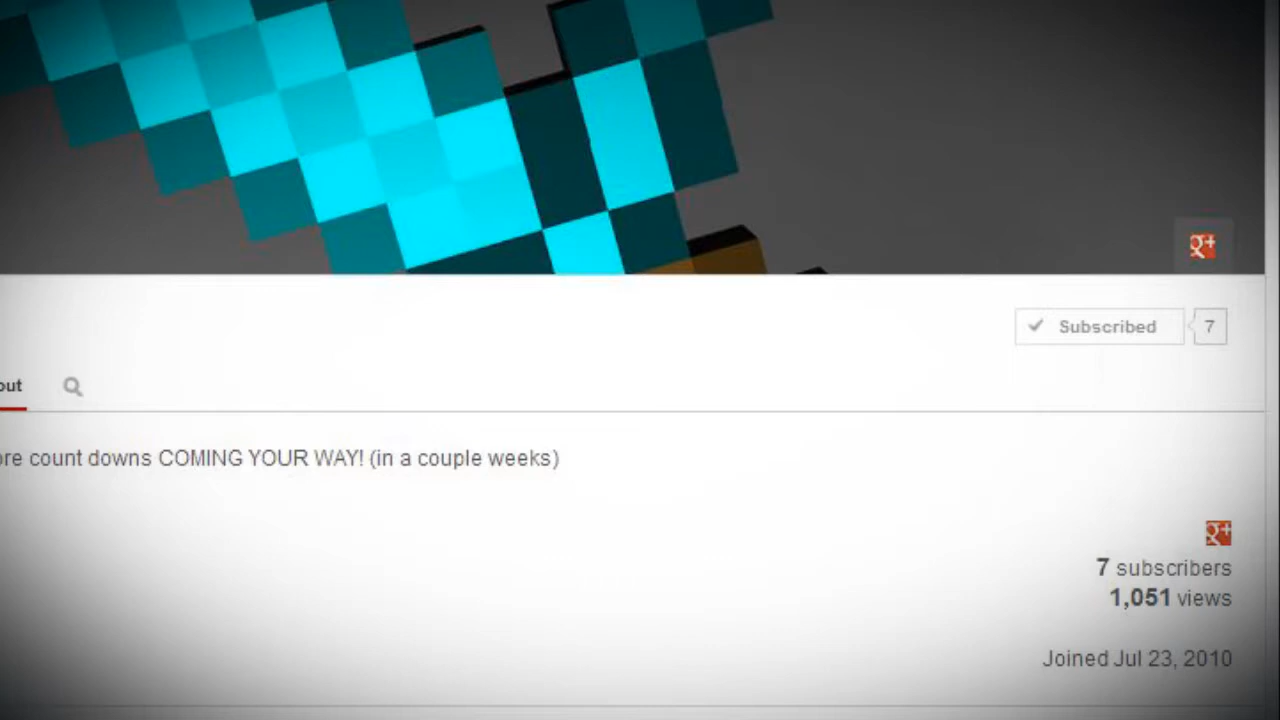 g+
Subscribed 7
out
ore count downs COMING YOUR WAY! (in a couple weeks)
g+
7 subscribers
1,051 views
Joined Jul 23, 2010